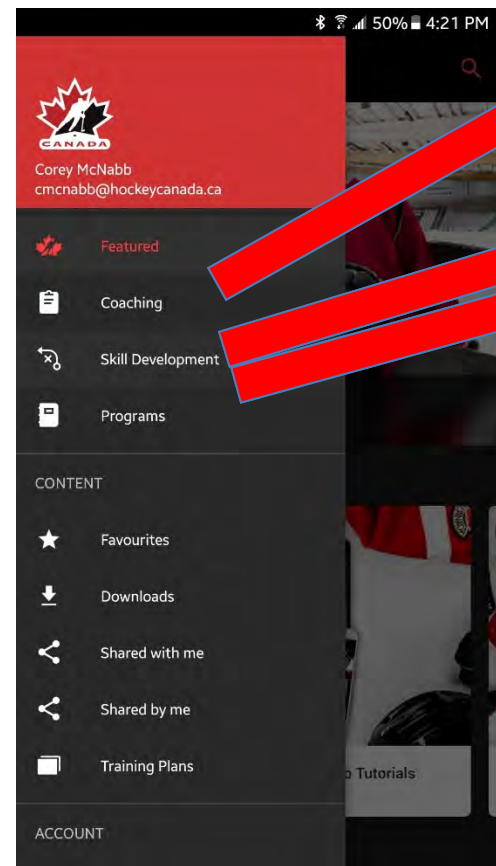 50% 4:21 PM
CANADA
Corey McNabb
cmcnabb@hockeycanada.ca
Featured
Coaching
Skill Development
Programs
CONTENT
Favourites
Downloads
Shared with me
Shared by me
Training Plans
Tutorials
ACCOUNT